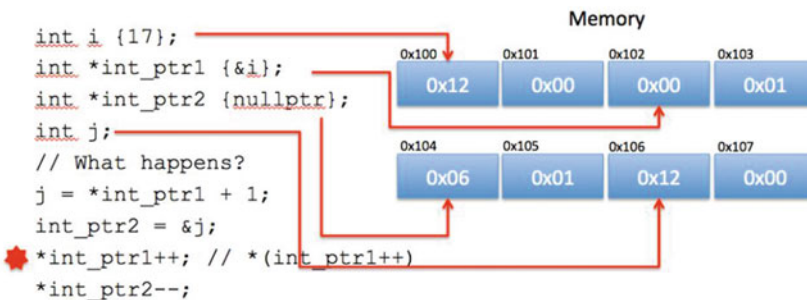 Memory
int i {17};
int *int_ptr1 {&i};
int *int_ptr2 {nullptr};
int j;
// What happens?
j = *int_ptr1 + 1;
int_ptr2 = &j;
*int_ptr1++; // *(int_ptr1++)
*int_ptr2--;
0x100 0x101 0x102 0x103
0x12 0x00 0x00 0x01
0x104 0x105 0x106 0x107
0x06 0x01 0x12 0x00